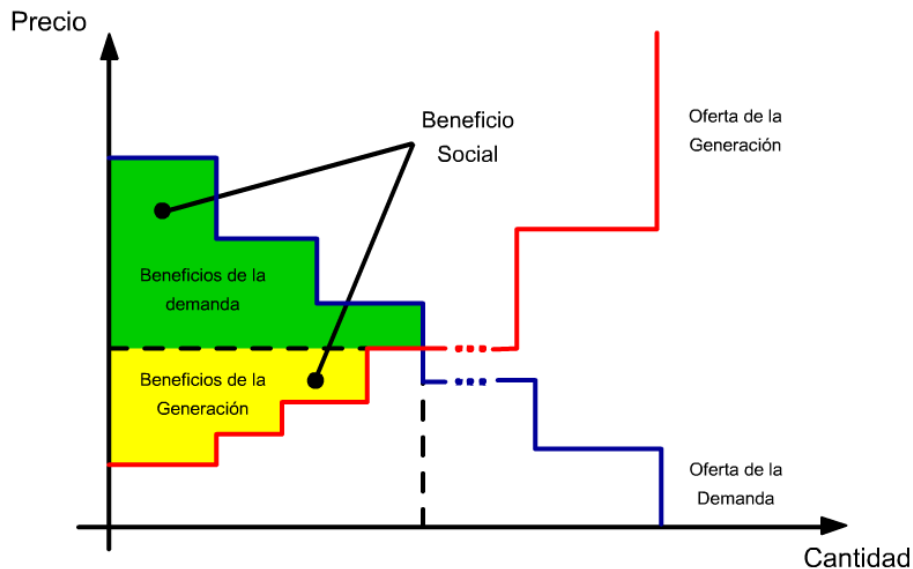 Precio
Beneficio
Social
Oferta de la
Generación
Beneficios de la
demanda
Beneficios de la
Generación
Oferta de la
Demanda
Cantidad